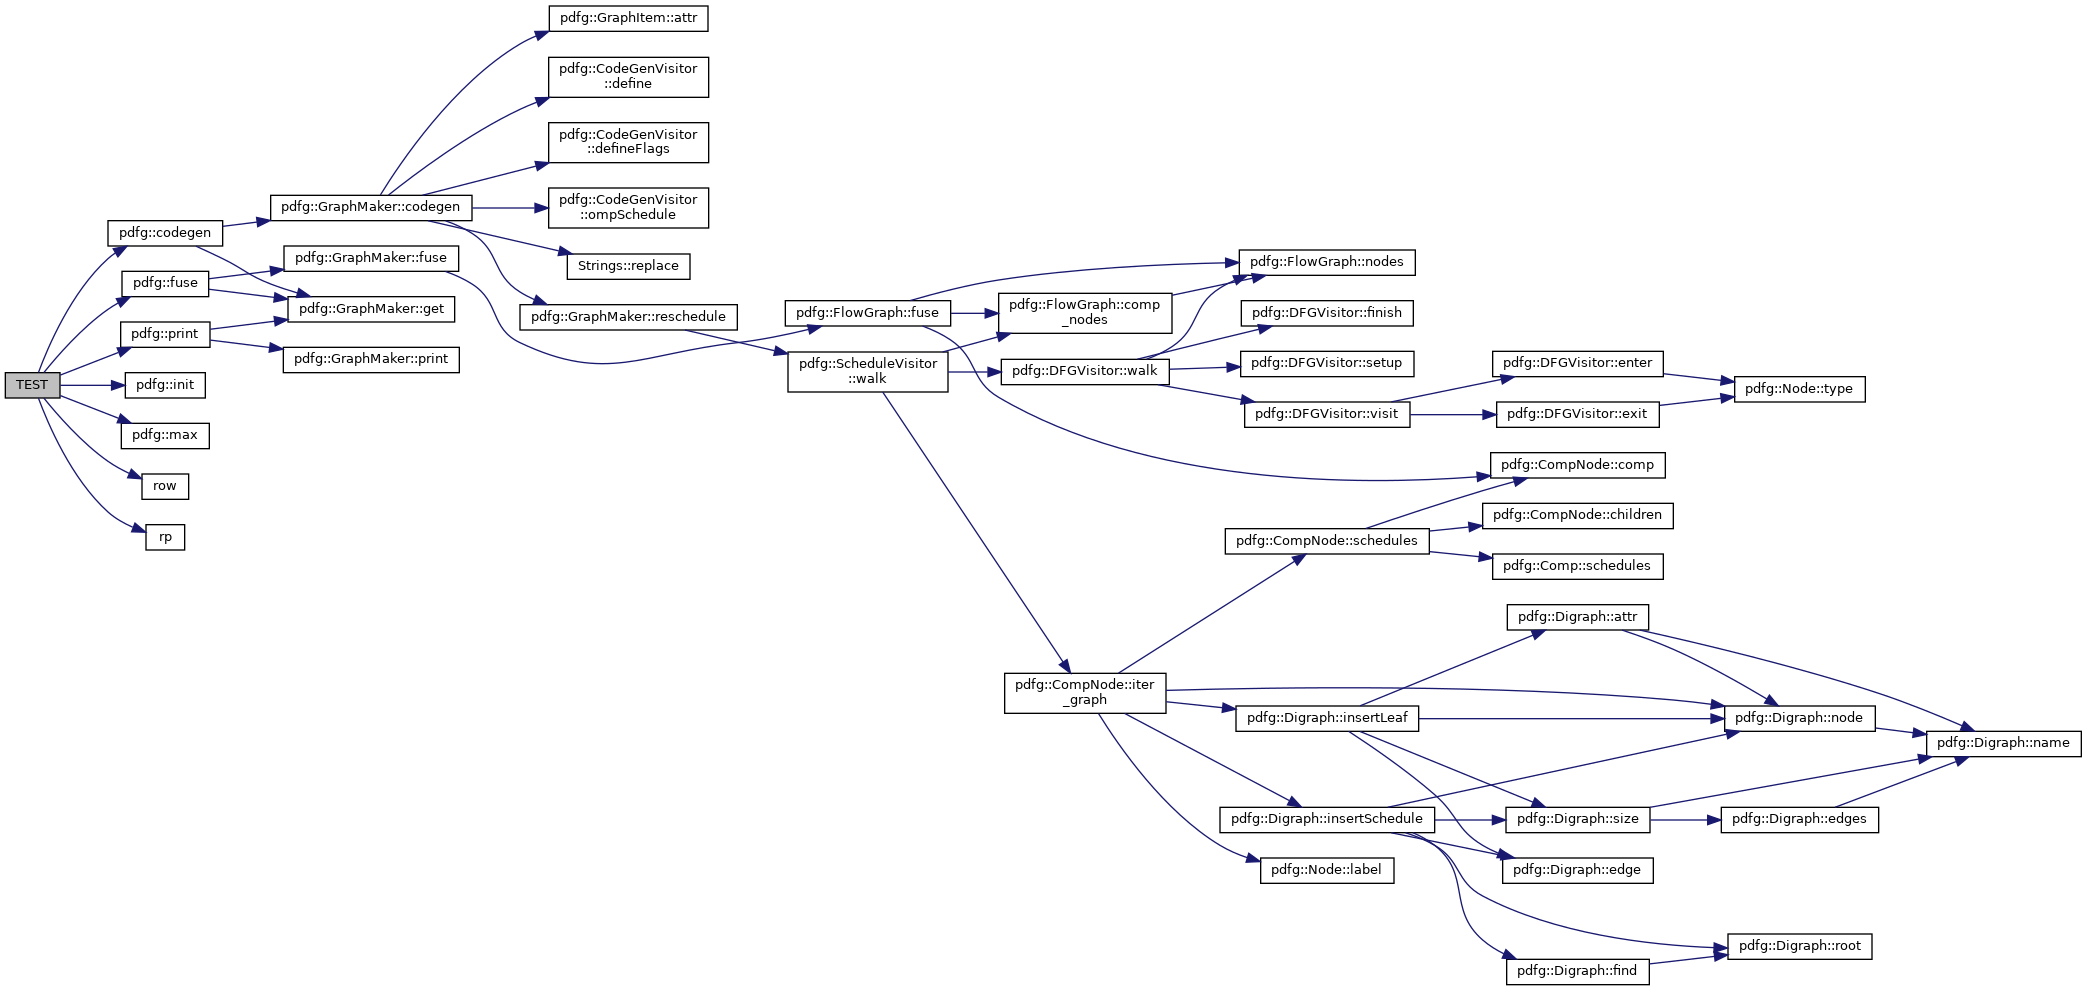 TEST
pdfg::codegen
pdfg::fuse
pdfg::print
pdfg::init
pdfg::max
row
rp
pdfg::GraphMaker::codegen
pdfg::GraphMaker::fuse
pdfg::GraphMaker::get
pdfg::GraphMaker::print
pdfg::GraphItem::attr
pdfg::CodeGenVisitor
::define
pdfg::CodeGenVisitor
::defineFlags
pdfg::CodeGenVisitor
::ompSchedule
Strings::replace
pdfg::GraphMaker::reschedule
pdfg::FlowGraph::fuse
pdfg::ScheduleVisitor
::walk
pdfg::FlowGraph::comp
_nodes
pdfg::DFGVisitor::walk
pdfg::CompNode::iter
_graph
pdfg::FlowGraph::nodes
pdfg::DFGVisitor::finish
pdfg::DFGVisitor::setup
pdfg::DFGVisitor::visit
pdfg::CompNode::schedules
pdfg::Digraph::insertLeaf
pdfg::Digraph::insertSchedule
pdfg::Node::label
pdfg::DFGVisitor::enter
pdfg::DFGVisitor::exit
pdfg::CompNode::comp
pdfg::CompNode::children
pdfg::Comp::schedules
pdfg::Digraph::attr
pdfg::Digraph::size
pdfg::Digraph::edge
pdfg::Digraph::find
pdfg::Node::type
pdfg::Digraph::node
pdfg::Digraph::edges
pdfg::Digraph::root
pdfg::Digraph::name